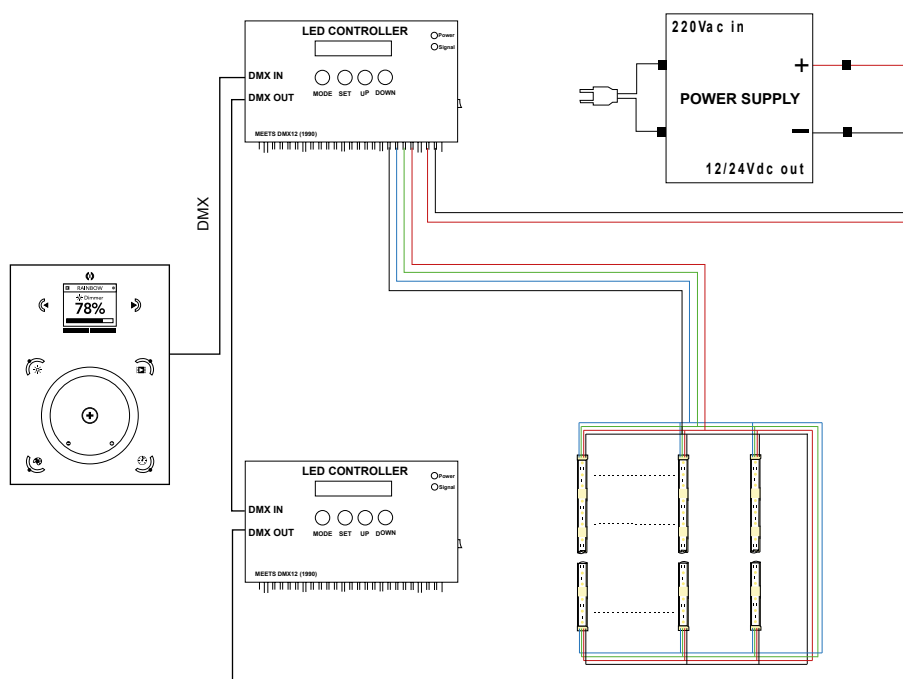 LED CONTROLLER
Power
Signal
DMX IN
DMX OUT
MODE SET UP DOWN
MEETS DMX12 (1990)
220Vac in
+
POWER SUPPLY
12/24Vdc out
DMX
RAINBOW
Dimmer
78%
LED CONTROLLER
Power
Signal
DMX IN
DMX OUT
MODE SET UP DOWN
MEETS DMX12 (1990)